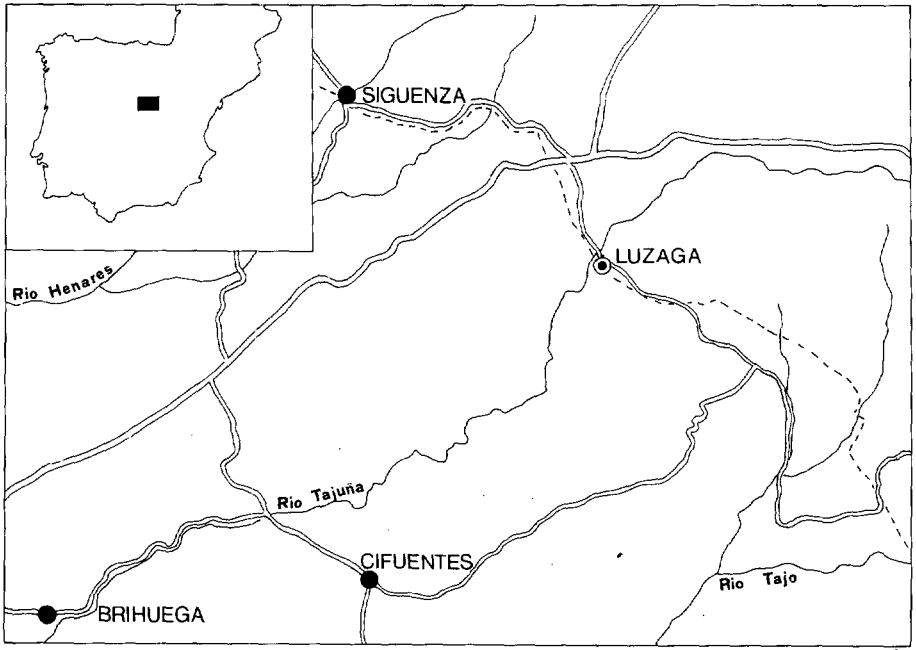 SIGUENZA
LUZAGA
Rio Henares
Rio Tajuña
CIFUENTES
Rio Tajo
BRIHUEGA